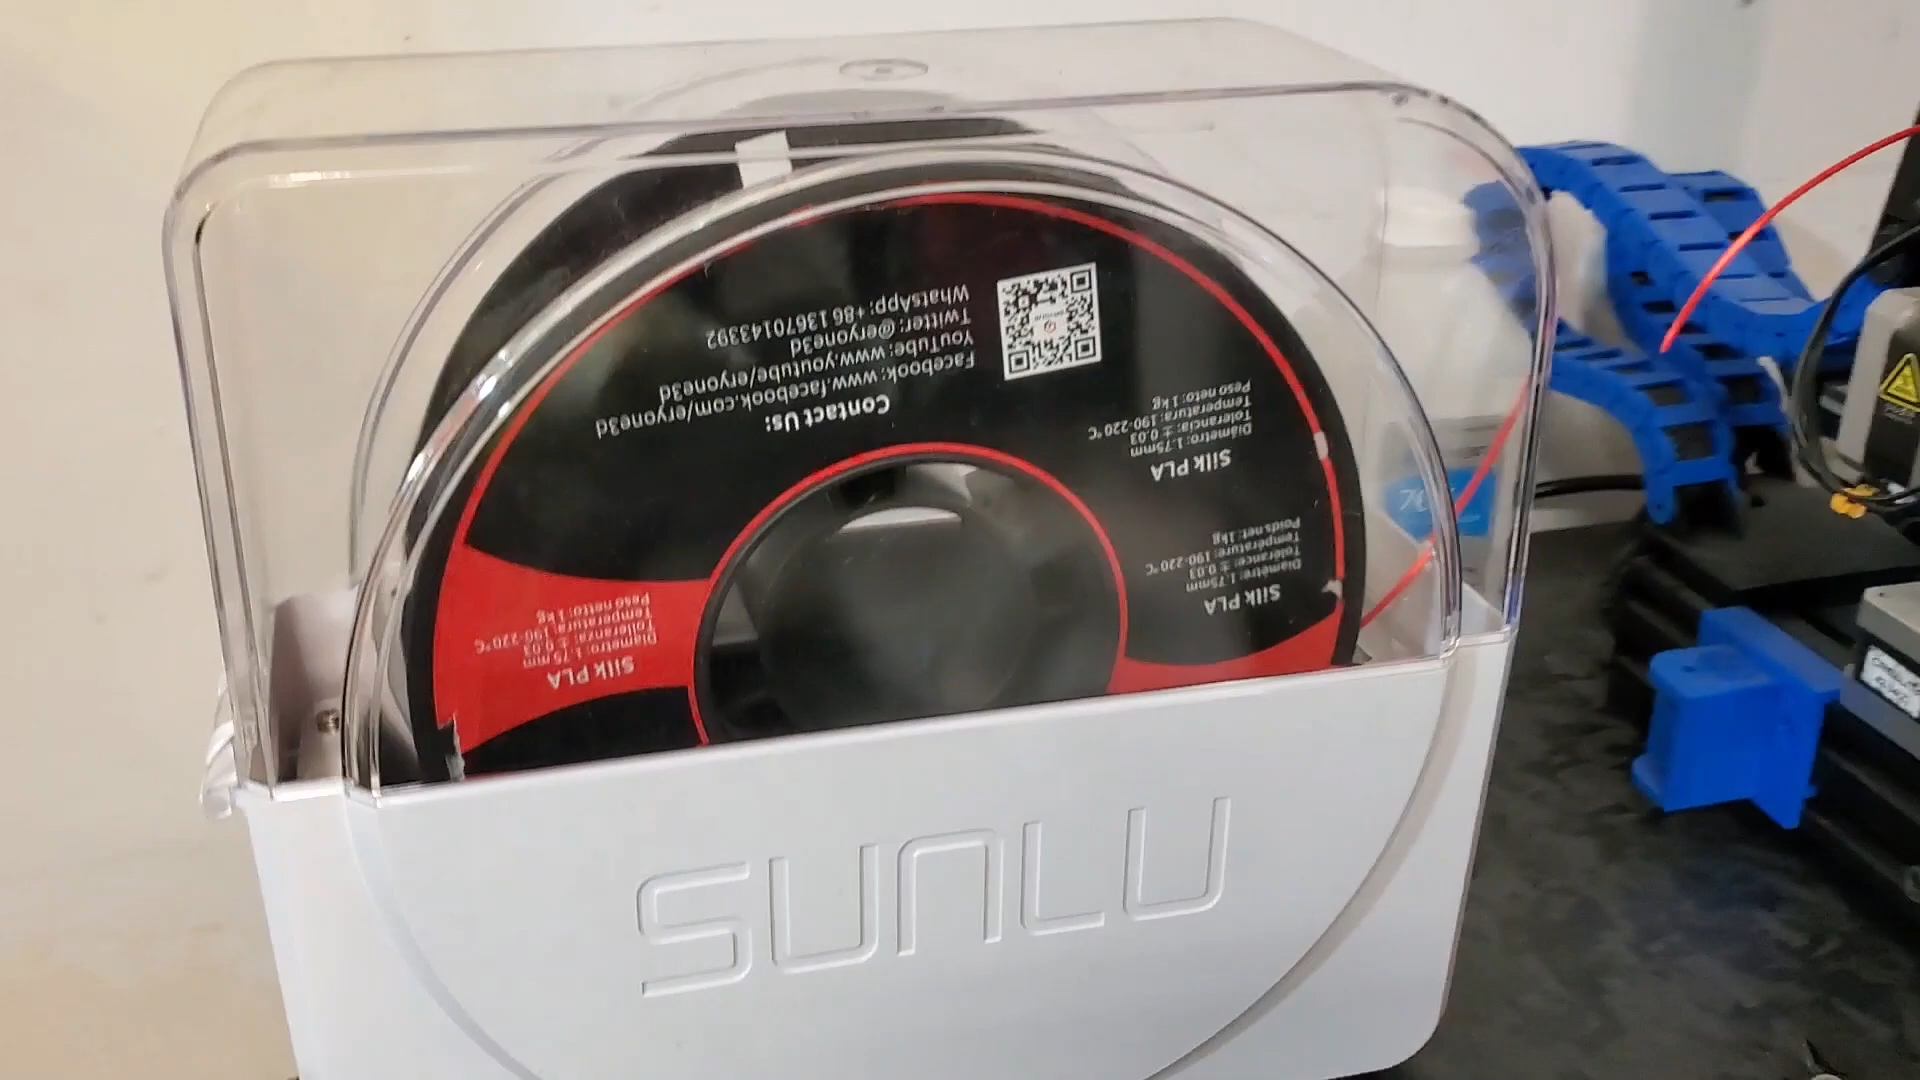 Contact Us:
Facebook: www.facebook.com/eryone3d
YouTube: www.youtube/eryone3d
Twitter: @eryone3d
WhatsApp: +86 13670143392
Silk PLA
Diamètre: 1.75mm
Tolérance: ± 0.03
Température: 190-220°C
Poids net: 1kg
Silk PLA
Diámetro: 1.75mm
Tolerancia: ± 0.03
Temperatura: 190-220°C
Peso neto: 1kg
Silk PLA
Diametro: 1.75 mm
Tolleranza: ± 0.03
Temperatura: 190-220°C
Peso netto: 1 kg
SUNLU